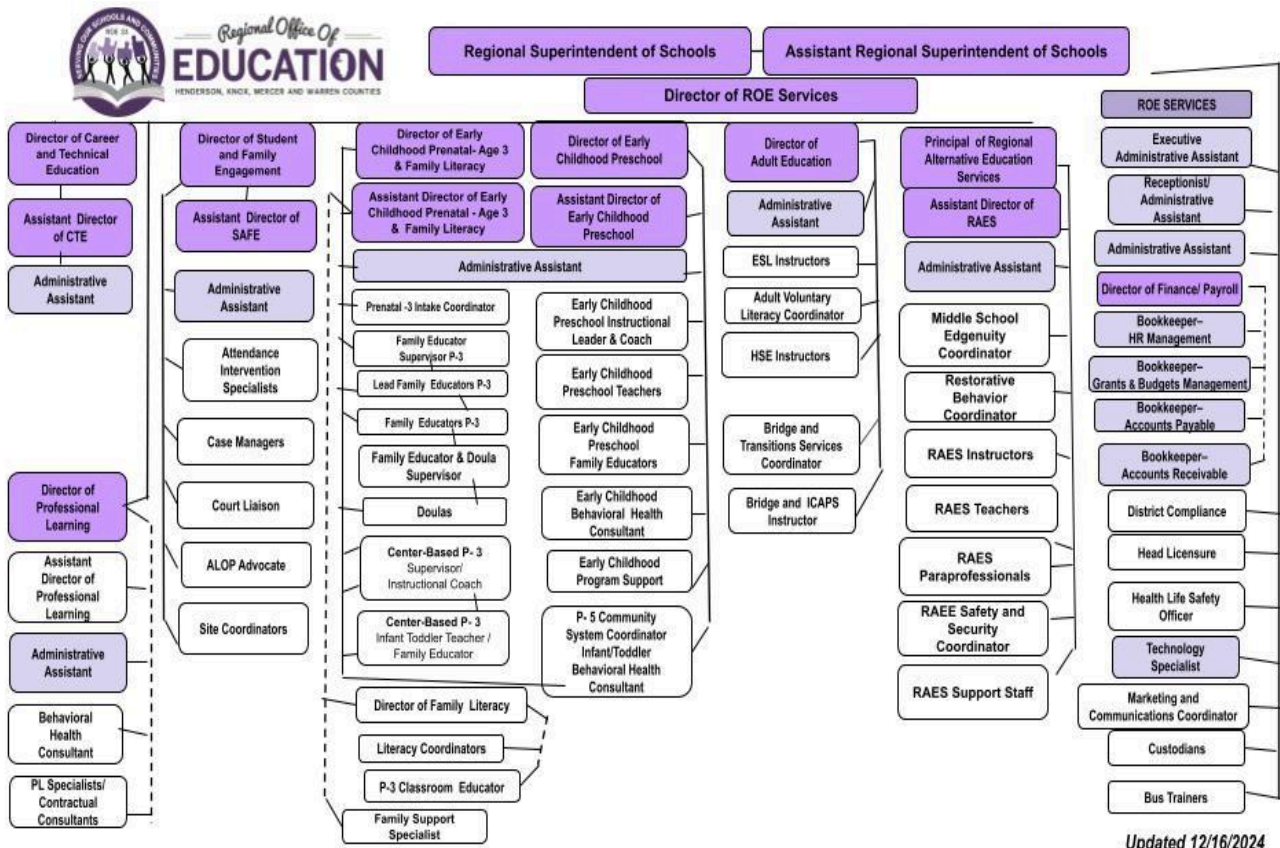 SERVING OUR SCHOOLS AND COMMUNITIES
ROE 33
Regional Office Of
EDUCATION
HENDERSON, KNOX, MERCER AND WARREN COUNTIES
Regional Superintendent of Schools
Assistant Regional Superintendent of Schools
Director of ROE Services
Director of Career
and Technical
Education
Assistant Director
of CTE
Administrative
Assistant
Director of
Professional
Learning
Assistant
Director of
Professional
Learning
Administrative
Assistant
Behavioral
Health
Consultant
PL Specialists/
Contractual
Consultants
Director of Student
and Family
Engagement
Assistant Director of
SAFE
Administrative
Assistant
Attendance
Intervention
Specialists
Case Managers
Court Liaison
ALOP Advocate
Site Coordinators
Director of Early
Childhood Prenatal- Age 3
& Family Literacy
Assistant Director of Early
Childhood Prenatal - Age 3
& Family Literacy
Director of Early
Childhood Preschool
Assistant Director of
Early Childhood
Preschool
Administrative Assistant
Prenatal -3 Intake Coordinator
Family Educator
Supervisor P-3
Lead Family Educators P-3
Family Educators P-3
Family Educator & Doula
Supervisor
Doulas
Center-Based P- 3
Supervisor/
Instructional Coach
Center-Based P- 3
Infant Toddler Teacher /
Family Educator
Director of Family Literacy
Literacy Coordinators
P-3 Classroom Educator
Family Support
Specialist
Early Childhood
Preschool Instructional
Leader & Coach
Early Childhood
Preschool Teachers
Early Childhood
Preschool
Family Educators
Early Childhood
Behavioral Health
Consultant
Early Childhood
Program Support
P- 5 Community
System Coordinator
Infant/Toddler
Behavioral Health
Consultant
Director of
Adult Education
Administrative
Assistant
ESL Instructors
Adult Voluntary
Literacy Coordinator
HSE Instructors
Bridge and
Transitions Services
Coordinator
Bridge and ICAPS
Instructor
Principal of Regional
Alternative Education
Services
Assistant Director of
RAES
Administrative Assistant
Middle School
Edgenuity
Coordinator
Restorative
Behavior
Coordinator
RAES Instructors
RAES Teachers
RAES
Paraprofessionals
RAEE Safety and
Security
Coordinator
RAES Support Staff
ROE SERVICES
Executive
Administrative Assistant
Receptionist/
Administrative
Assistant
Administrative Assistant
Director of Finance/ Payroll
Bookkeeper–
HR Management
Bookkeeper–
Grants & Budgets Management
Bookkeeper–
Accounts Payable
Bookkeeper–
Accounts Receivable
District Compliance
Head Licensure
Health Life Safety
Officer
Technology
Specialist
Marketing and
Communications Coordinator
Custodians
Bus Trainers
Updated 12/16/2024